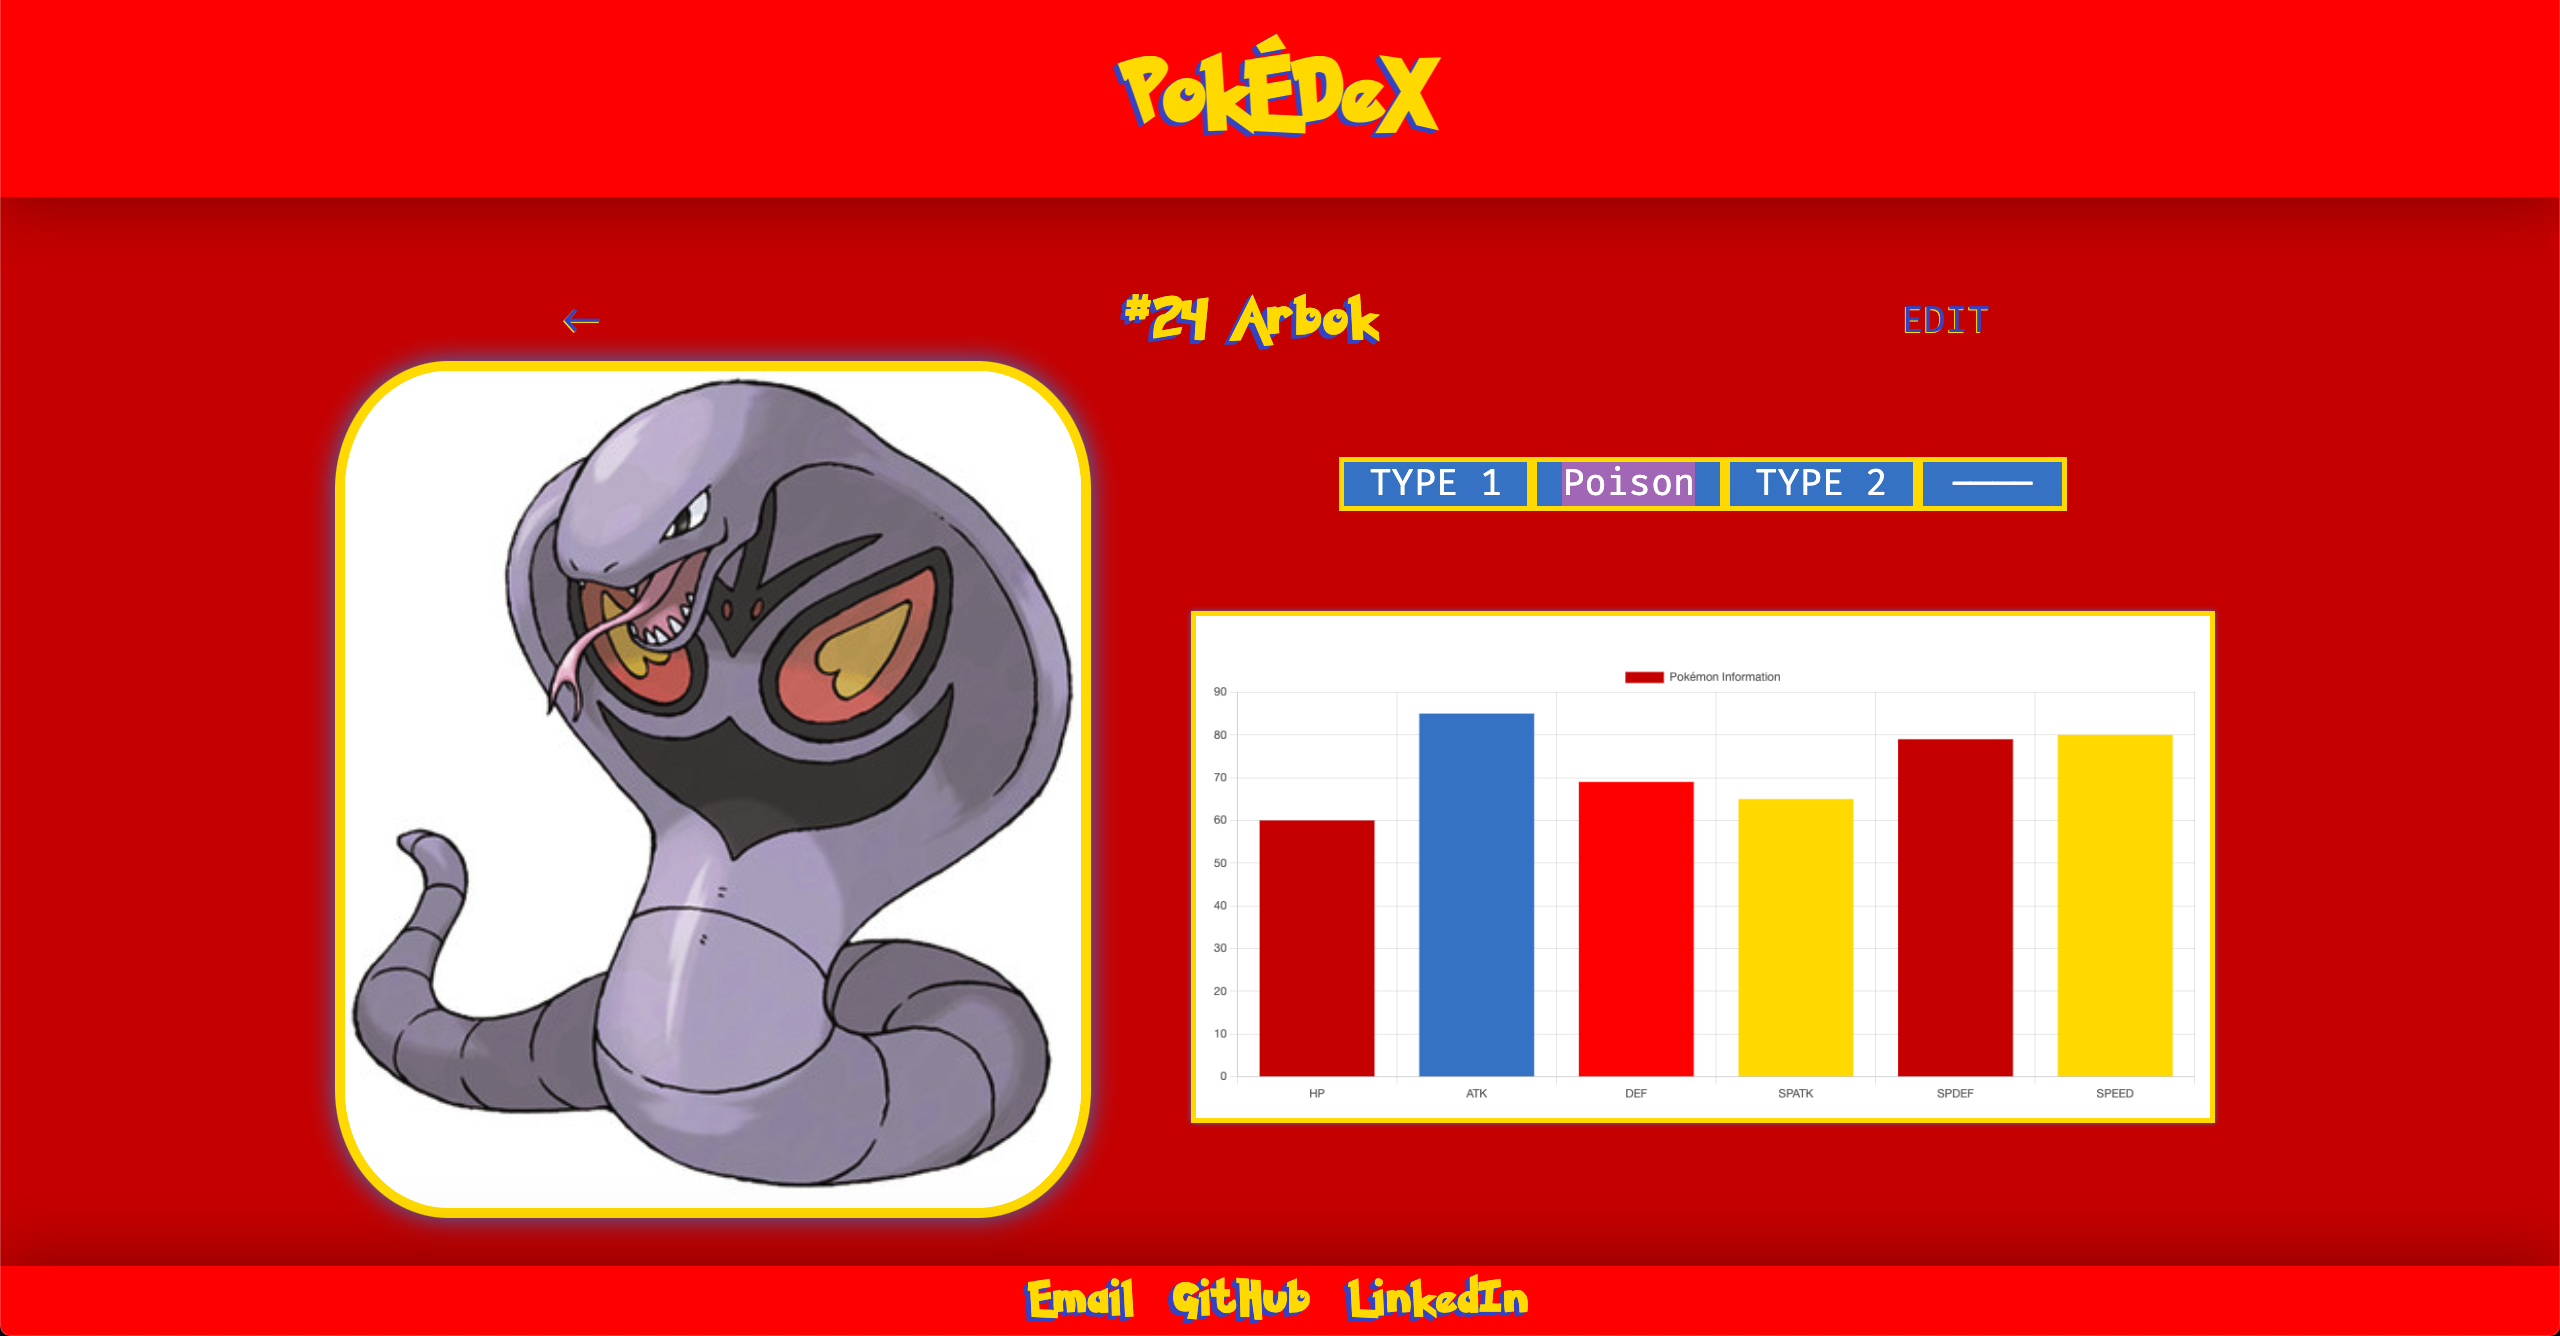 PokÉDeX
← #24 Arbok EDIT
TYPE 1 Poison TYPE 2 ———
Pokémon Information
90
80
70
60
50
40
30
20
10
0
HP ATK DEF SPATK SPDEF SPEED
Email GitHub LinkedIn